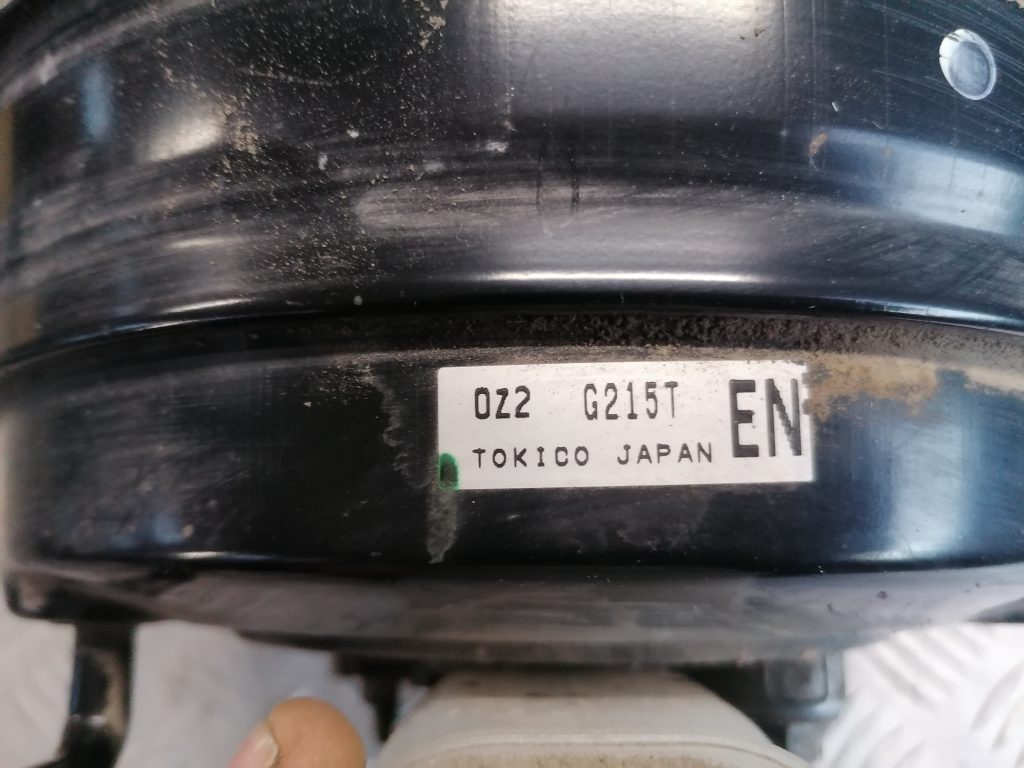 0Z2 G215T EN
TOKICO JAPAN